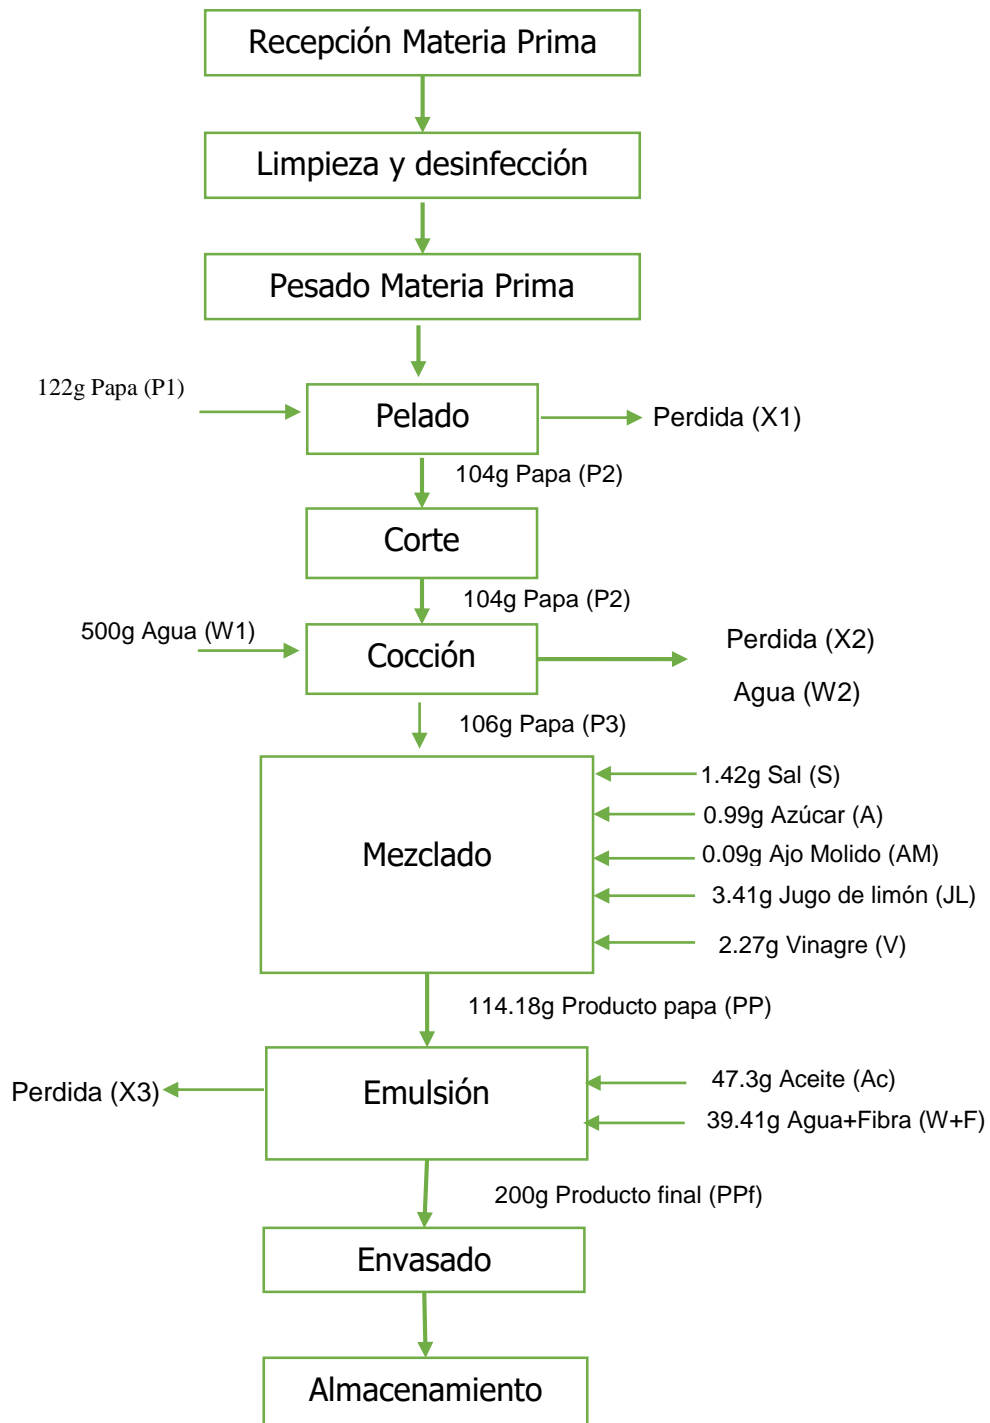 Recepción Materia Prima
Limpieza y desinfección
Pesado Materia Prima
122g Papa (P1)
Pelado
Perdida (X1)
104g Papa (P2)
Corte
104g Papa (P2)
500g Agua (W1)
Cocción
Perdida (X2)
Agua (W2)
106g Papa (P3)
Mezclado
1.42g Sal (S)
0.99g Azúcar (A)
0.09g Ajo Molido (AM)
3.41g Jugo de limón (JL)
2.27g Vinagre (V)
114.18g Producto papa (PP)
Perdida (X3)
Emulsión
47.3g Aceite (Ac)
39.41g Agua+Fibra (W+F)
200g Producto final (PPf)
Envasado
Almacenamiento